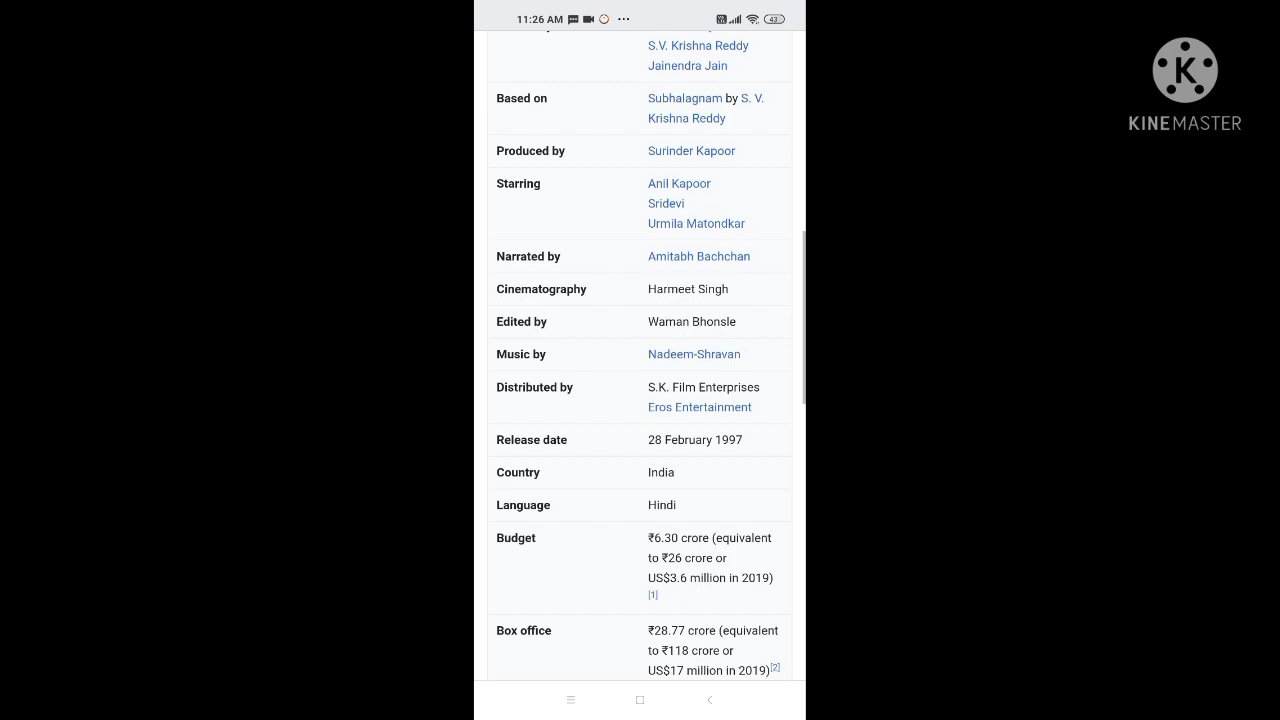 11:26 AM
43
S.V. Krishna Reddy
Jainendra Jain
Based on
Subhalagnam by S. V.
Krishna Reddy
Produced by
Surinder Kapoor
Starring
Anil Kapoor
Sridevi
Urmila Matondkar
Narrated by
Amitabh Bachchan
Cinematography
Harmeet Singh
Edited by
Waman Bhonsle
Music by
Nadeem-Shravan
Distributed by
S.K. Film Enterprises
Eros Entertainment
Release date
28 February 1997
Country
India
Language
Hindi
Budget
₹6.30 crore (equivalent
to ₹26 crore or
US$3.6 million in 2019)
[1]
Box office
₹28.77 crore (equivalent
to ₹118 crore or
US$17 million in 2019)[2]
K
KINEMASTER